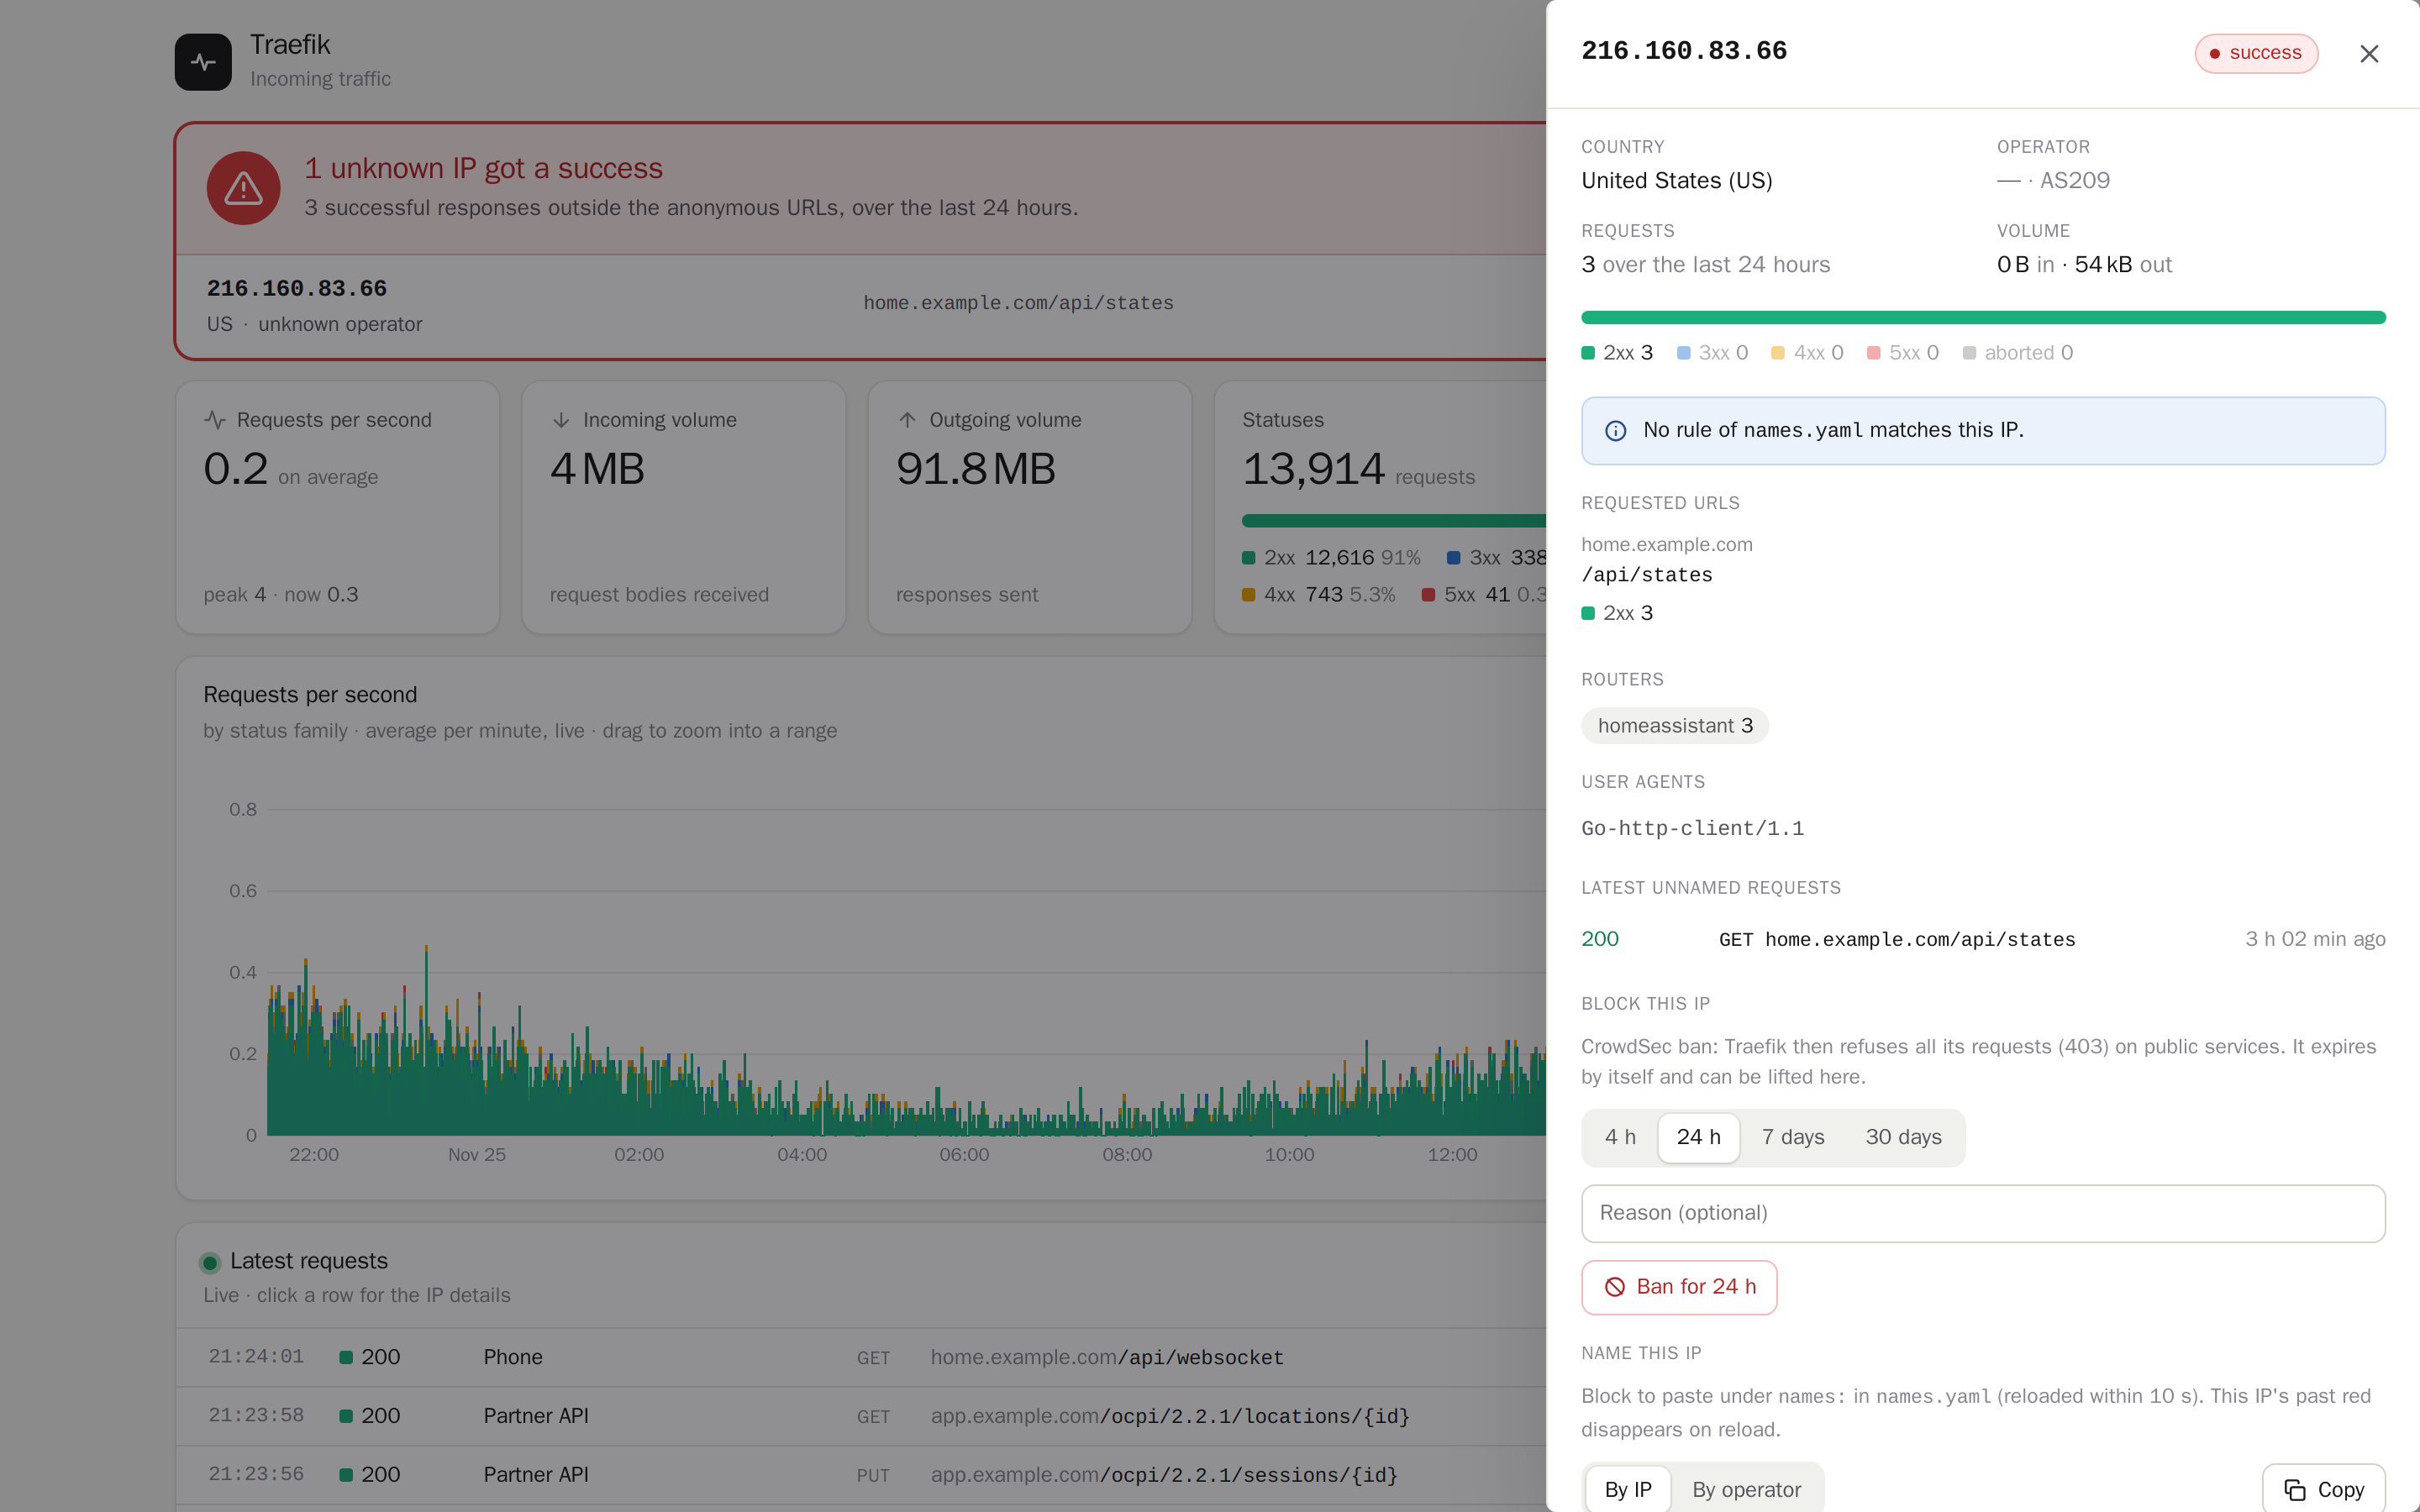 Traefik
Incoming traffic
1 unknown IP got a success
3 successful responses outside the anonymous URLs, over the last 24 hours.
216.160.83.66
US · unknown operator
home.example.com/api/states
Requests per second
0.2 on average
peak 4 · now 0.3
Incoming volume
4 MB
request bodies received
Outgoing volume
91.8 MB
responses sent
Statuses
13,914 requests
2xx 12,616 91% 3xx 338
4xx 743 5.3% 5xx 41 0.3
Requests per second
by status family · average per minute, live · drag to zoom into a range
0.8
0.6
0.4
0.2
0
22:00 Nov 25 02:00 04:00 06:00 08:00 10:00 12:00
Latest requests
Live · click a row for the IP details
21:24:01 200 Phone GET home.example.com/api/websocket
21:23:58 200 Partner API GET app.example.com/ocpi/2.2.1/locations/{id}
21:23:56 200 Partner API PUT app.example.com/ocpi/2.2.1/sessions/{id}
216.160.83.66
success
COUNTRY
United States (US)
OPERATOR
— · AS209
REQUESTS
3 over the last 24 hours
VOLUME
0 B in · 54 kB out
2xx 3 3xx 0 4xx 0 5xx 0 aborted 0
No rule of names.yaml matches this IP.
REQUESTED URLS
home.example.com
/api/states
2xx 3
ROUTERS
homeassistant 3
USER AGENTS
Go-http-client/1.1
LATEST UNNAMED REQUESTS
200 GET home.example.com/api/states 3 h 02 min ago
BLOCK THIS IP
CrowdSec ban: Traefik then refuses all its requests (403) on public services. It expires
by itself and can be lifted here.
4 h 24 h 7 days 30 days
Reason (optional)
Ban for 24 h
NAME THIS IP
Block to paste under names: in names.yaml (reloaded within 10 s). This IP's past red
disappears on reload.
By IP By operator Copy